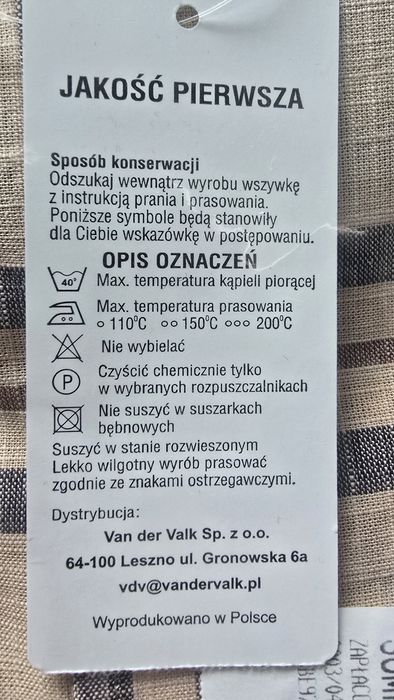 JAKOŚĆ PIERWSZA
Sposób konserwacji
Odszukaj wewnątrz wyrobu wszywkę
z instrukcją prania i prasowania.
Poniższe symbole będą stanowiły
dla Ciebie wskazówkę w postępowaniu.
OPIS OZNACZEŃ
40° Max. temperatura kąpieli piorącej
Max. temperatura prasowania
110°C 150°C 200°C
Nie wybielać
P Czyścić chemicznie tylko
w wybranych rozpuszczalnikach
Nie suszyć w suszarkach
bębnowych
Suszyć w stanie rozwieszonym
Lekko wilgotny wyrób prasować
zgodnie ze znakami ostrzegawczymi.
Dystrybucja:
Van der Valk Sp. z o.o.
64-100 Leszno ul. Gronowska 6a
vdv@vandervalk.pl
Wyprodukowano w Polsce